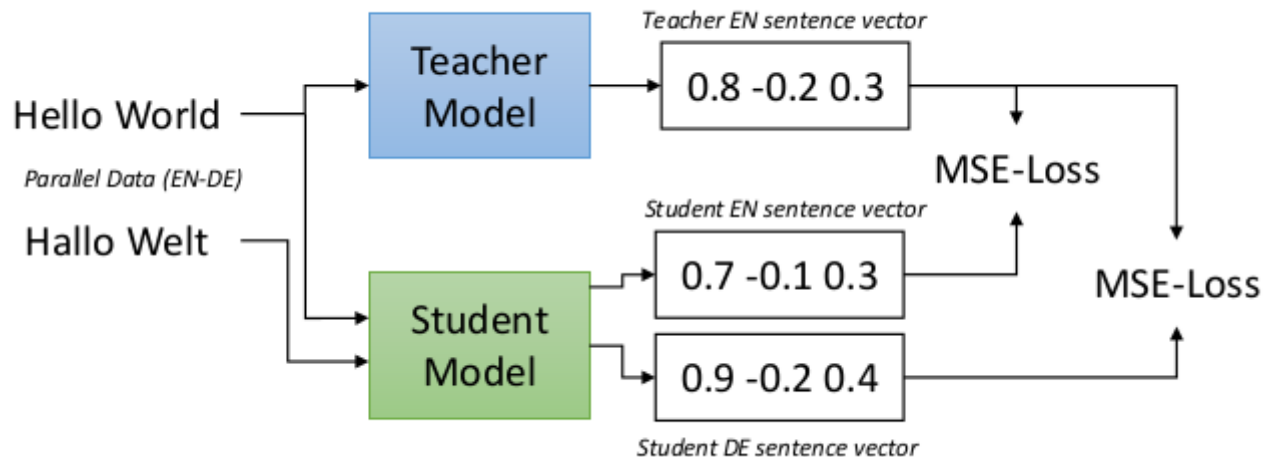 Teacher EN sentence vector
Teacher
Model
0.8 -0.2 0.3
Hello World
Parallel Data (EN-DE)
Hallo Welt
MSE-Loss
Student EN sentence vector
0.7 -0.1 0.3
MSE-Loss
Student
Model
0.9 -0.2 0.4
Student DE sentence vector